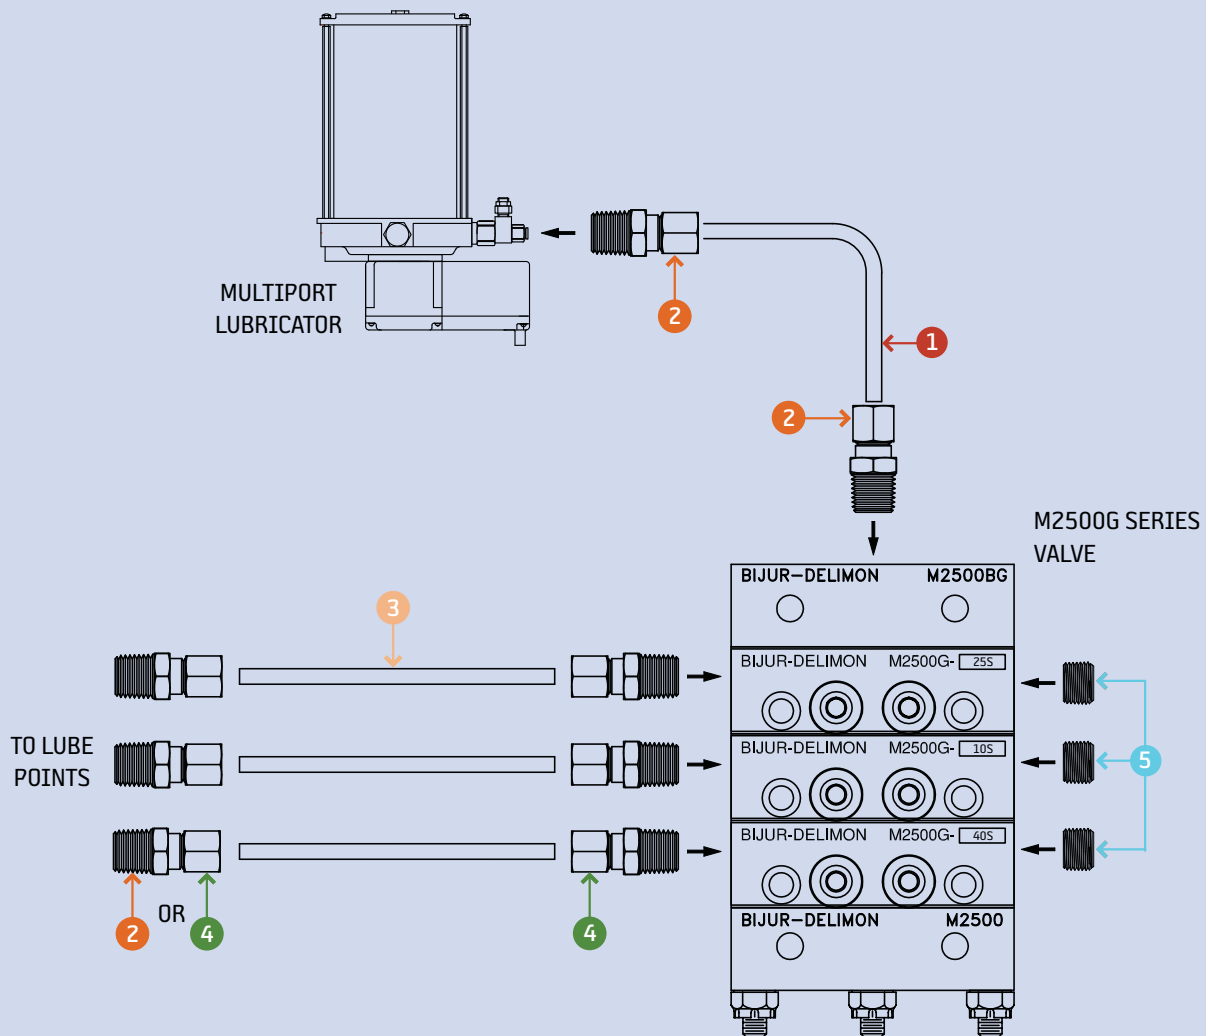 MULTIPORT
LUBRICATOR
2
1
2
M2500G SERIES
VALVE
BIJUR-DELIMON M2500BG
3
BIJUR-DELIMON M2500G- 25S
TO LUBE
POINTS
BIJUR-DELIMON M2500G- 10S
5
BIJUR-DELIMON M2500G- 40S
2 OR 4
4
BIJUR-DELIMON M2500